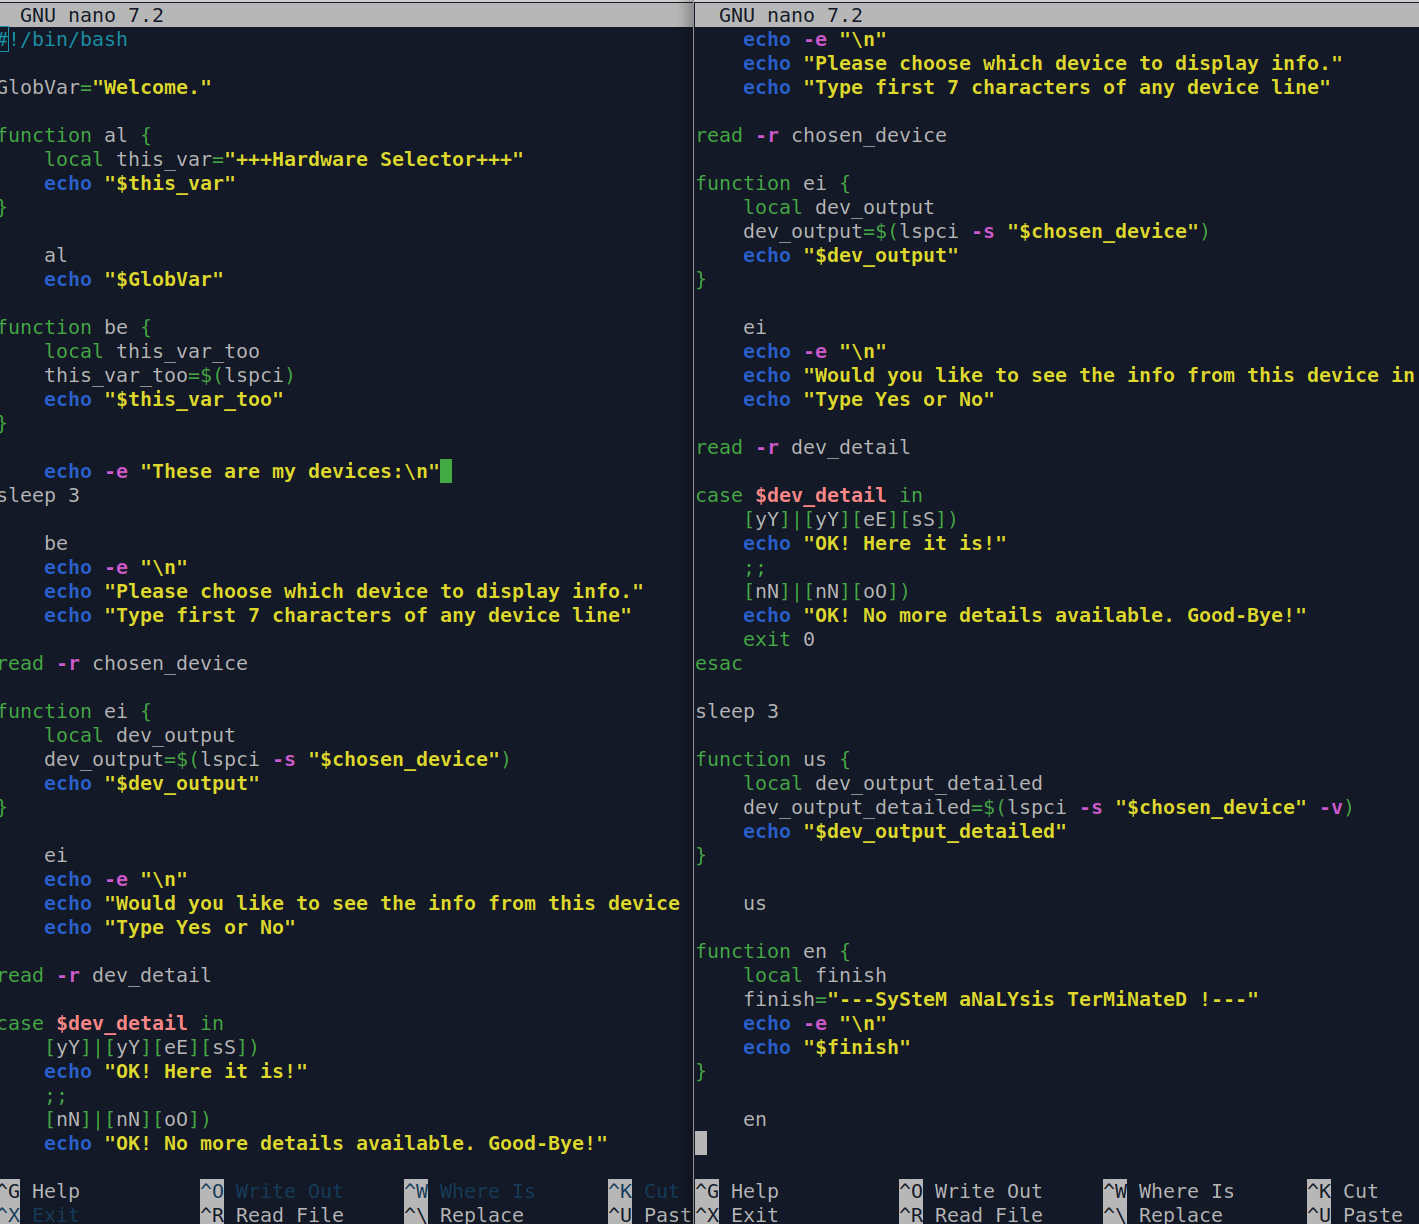 GNU nano 7.2
#!/bin/bash
GlobVar="Welcome."
function al {
local this_var="+++Hardware Selector+++"
echo "$this_var"
}
al
echo "$GlobVar"
function be {
local this_var_too
this_var_too=$(lspci)
echo "$this_var_too"
}
echo -e "These are my devices:\n"
sleep 3
be
echo -e "\n"
echo "Please choose which device to display info."
echo "Type first 7 characters of any device line"
read -r chosen_device
function ei {
local dev_output
dev_output=$(lspci -s "$chosen_device")
echo "$dev_output"
}
ei
echo -e "\n"
echo "Would you like to see the info from this device
echo "Type Yes or No"
read -r dev_detail
case $dev_detail in
[yY]|[yY][eE][sS])
echo "OK! Here it is!"
;;
[nN]|[nN][oO])
echo "OK! No more details available. Good-Bye!"
^G Help ^O Write Out ^W Where Is ^K Cut
^X Exit ^R Read File ^\ Replace ^U Past
GNU nano 7.2
echo -e "\n"
echo "Please choose which device to display info."
echo "Type first 7 characters of any device line"
read -r chosen_device
function ei {
local dev_output
dev_output=$(lspci -s "$chosen_device")
echo "$dev_output"
}
ei
echo -e "\n"
echo "Would you like to see the info from this device in
echo "Type Yes or No"
read -r dev_detail
case $dev_detail in
[yY]|[yY][eE][sS])
echo "OK! Here it is!"
;;
[nN]|[nN][oO])
echo "OK! No more details available. Good-Bye!"
exit 0
esac
sleep 3
function us {
local dev_output_detailed
dev_output_detailed=$(lspci -s "$chosen_device" -v)
echo "$dev_output_detailed"
}
us
function en {
local finish
finish="---SySteM aNaLYsis TerMiNateD !---"
echo -e "\n"
echo "$finish"
}
en
^G Help ^O Write Out ^W Where Is ^K Cut
^X Exit ^R Read File ^\ Replace ^U Paste